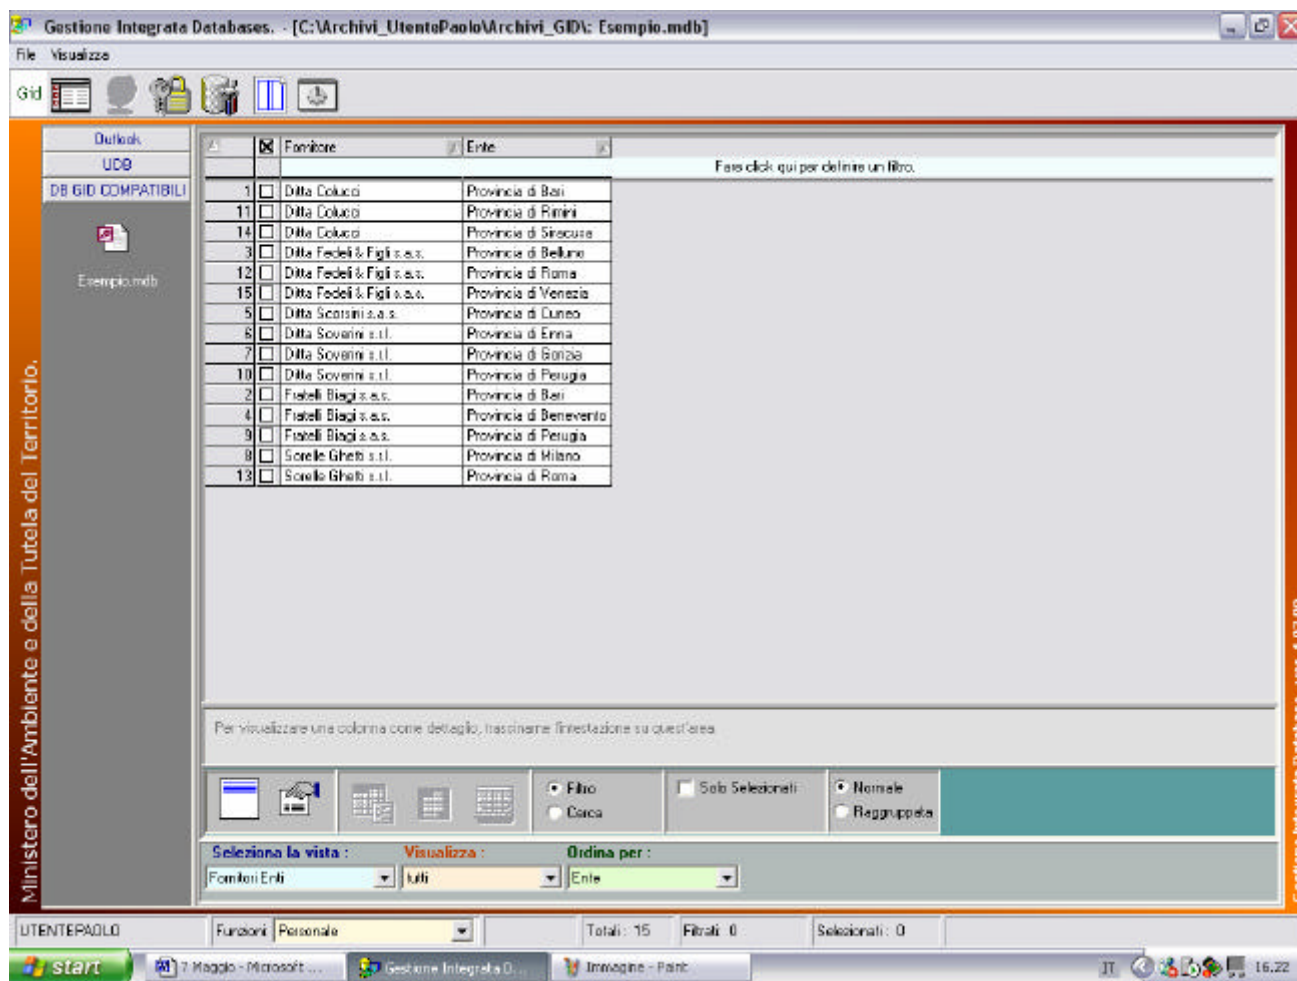 Gestione Integrata Databases. - [C:\Archivi_UtentePaolo\Archivi_GID\: Esempio.mdb]
File Visualizza
Gid
Outlook
UDB
DB GID COMPATIBILI
Esempio.mdb
Fornitore Ente
Fare click qui per definire un filtro.
1 Ditta Colucci Provincia di Bari
11 Ditta Colucci Provincia di Rimini
14 Ditta Colucci Provincia di Siracusa
3 Ditta Fedeli & Figli s.a.s. Provincia di Belluno
12 Ditta Fedeli & Figli s.a.s. Provincia di Roma
15 Ditta Fedeli & Figli s.a.s. Provincia di Venezia
5 Ditta Scorsini s.a.s. Provincia di Cuneo
6 Ditta Soverini s.r.l. Provincia di Enna
7 Ditta Soverini s.r.l. Provincia di Gorizia
10 Ditta Soverini s.r.l. Provincia di Perugia
2 Fratelli Biagi s.a.s. Provincia di Bari
4 Fratelli Biagi s.a.s. Provincia di Benevento
9 Fratelli Biagi s.a.s. Provincia di Perugia
8 Sorelle Ghetti s.r.l. Provincia di Milano
13 Sorelle Ghetti s.r.l. Provincia di Roma
Ministero dell'Ambiente e della Tutela del Territorio.
Per visualizzare una colonna come dettaglio, trascinarne l'intestazione su quest'area
Filtro
Cerca
Solo Selezionati
Normale
Raggruppata
Seleziona la vista : Visualizza : Ordina per :
Fornitori Enti tutti Ente
UTENTEPAOLO Funzioni Personale Totali: 15 Filtrati: 0 Selezionati: 0
start 7 Maggio - Microsoft ... Gestione Integrata D... Immagine - Paint IT 16.22